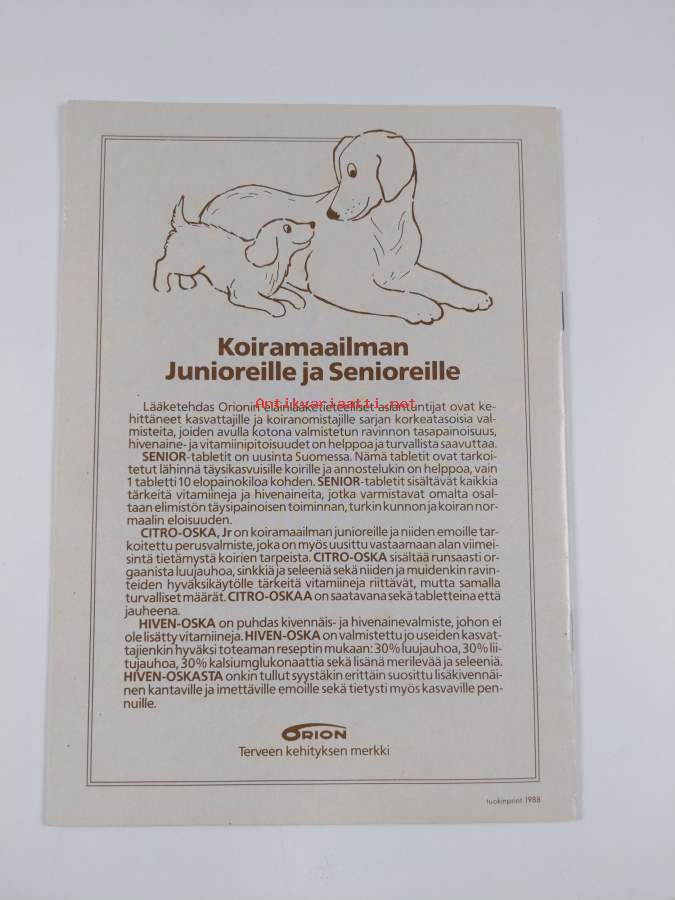 Koiramaailman
Junioreille ja Senioreille
Lääketehdas Orionin eläinlääketieteelliset asiantuntijat ovat ke-
Antikvariaatti.net
hittäneet kasvattajille ja koiranomistajille sarjan korkeatasoisia val-
misteita, joiden avulla kotona valmistetun ravinnon tasapainoisuus,
hivenaine- ja vitamiinipitoisuudet on helppoa ja turvallista saavuttaa.
SENIOR-tabletit on uusinta Suomessa. Nämä tabletit ovat tarkoi-
tetut lähinnä täysikasvuisille koirille ja annostelukin on helppoa, vain
1 tabletti 10 elopainokiloa kohden. SENIOR-tabletit sisältävät kaikkia
tärkeitä vitamiineja ja hivenaineita, jotka varmistavat omalta osal-
taan elimistön täysipainoisen toiminnan, turkin kunnon ja koiran nor-
maalin eloisuuden.
CITRO-OSKA, Jr on koiramaailman junioreille ja niiden emoille tar-
koitettu perusvalmiste, joka on myös uusittu vastaamaan alan viimei-
sintä tietämystä koirien tarpeista. CITRO-OSKA sisältää runsaasti or-
gaanista luujauhoa, sinkkiä ja seleeniä sekä niiden ja muidenkin ravin-
teiden hyväksikäytölle tärkeitä vitamiineja riittävät, mutta samalla
turvalliset määrät. CITRO-OSKAA on saatavana sekä tabletteina että
jauheena.
HIVEN-OSKA on puhdas kivennäis- ja hivenainevalmiste, johon ei
ole lisätty vitamiineja. HIVEN-OSKA on valmistettu jo useiden kasvat-
tajienkin hyväksi toteaman reseptin mukaan: 30% luujauhoa, 30% lii-
tujauhoa, 30% kalsiumglukonaattia sekä lisänä merilevää ja seleeniä.
HIVEN-OSKASTA onkin tullut syystäkin erittäin suosittu lisäkivennäi-
nen kantaville ja imettäville emoille sekä tietysti myös kasvaville pen-
nuille.
ORION
Terveen kehityksen merkki
tuokinprint 1988